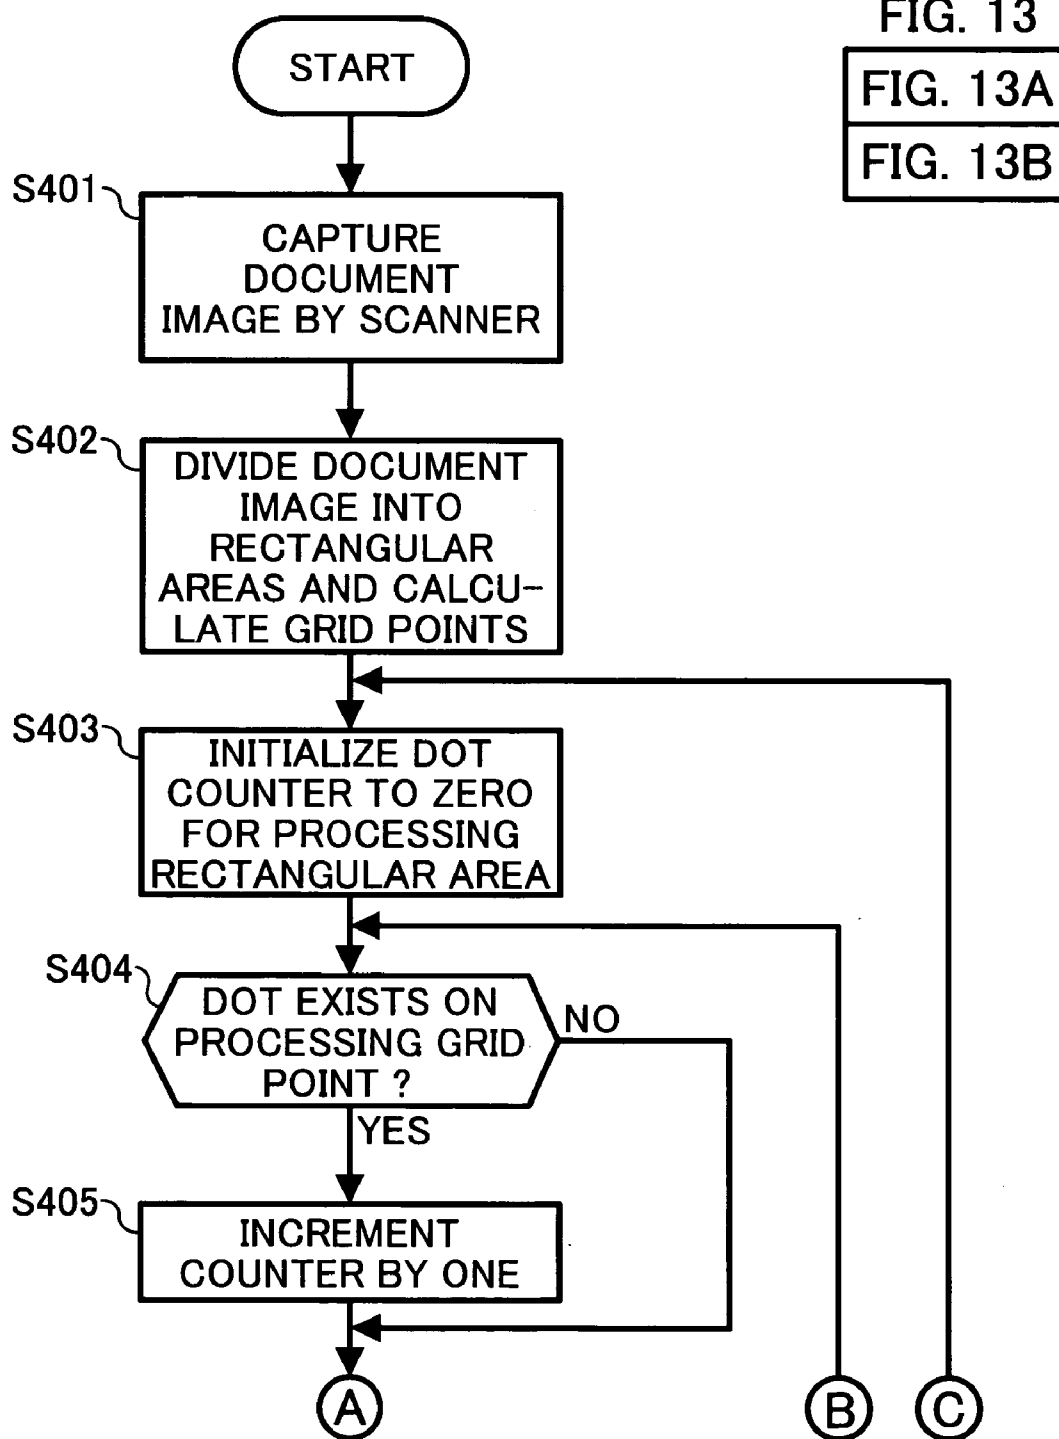 FIG. 13
FIG. 13A
FIG. 13B
START
S401
CAPTURE
DOCUMENT
IMAGE BY SCANNER
S402
DIVIDE DOCUMENT
IMAGE INTO
RECTANGULAR
AREAS AND CALCU-
LATE GRID POINTS
S403
INITIALIZE DOT
COUNTER TO ZERO
FOR PROCESSING
RECTANGULAR AREA
S404
DOT EXISTS ON
PROCESSING GRID
POINT ?
NO
YES
S405
INCREMENT
COUNTER BY ONE
A
B
C